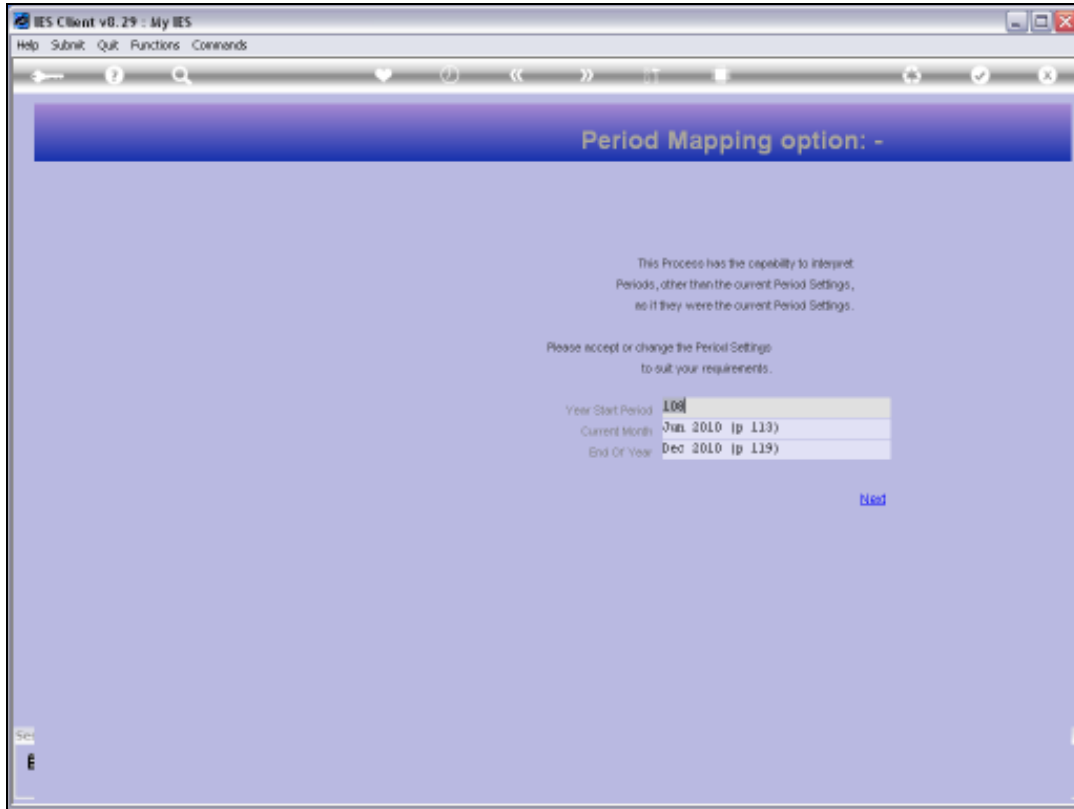 IES Client v8.29 : My IES
Help Submit Quit Functions Commands
Period Mapping option: -
This Process has the capability to interpret
Periods, other than the current Period Settings,
as if they were the current Period Settings.
Please accept or change the Period Settings
to suit your requirements.
Year Start Period 108
Current Month Jun 2010 (p 113)
End Of Year Dec 2010 (p 119)
Next